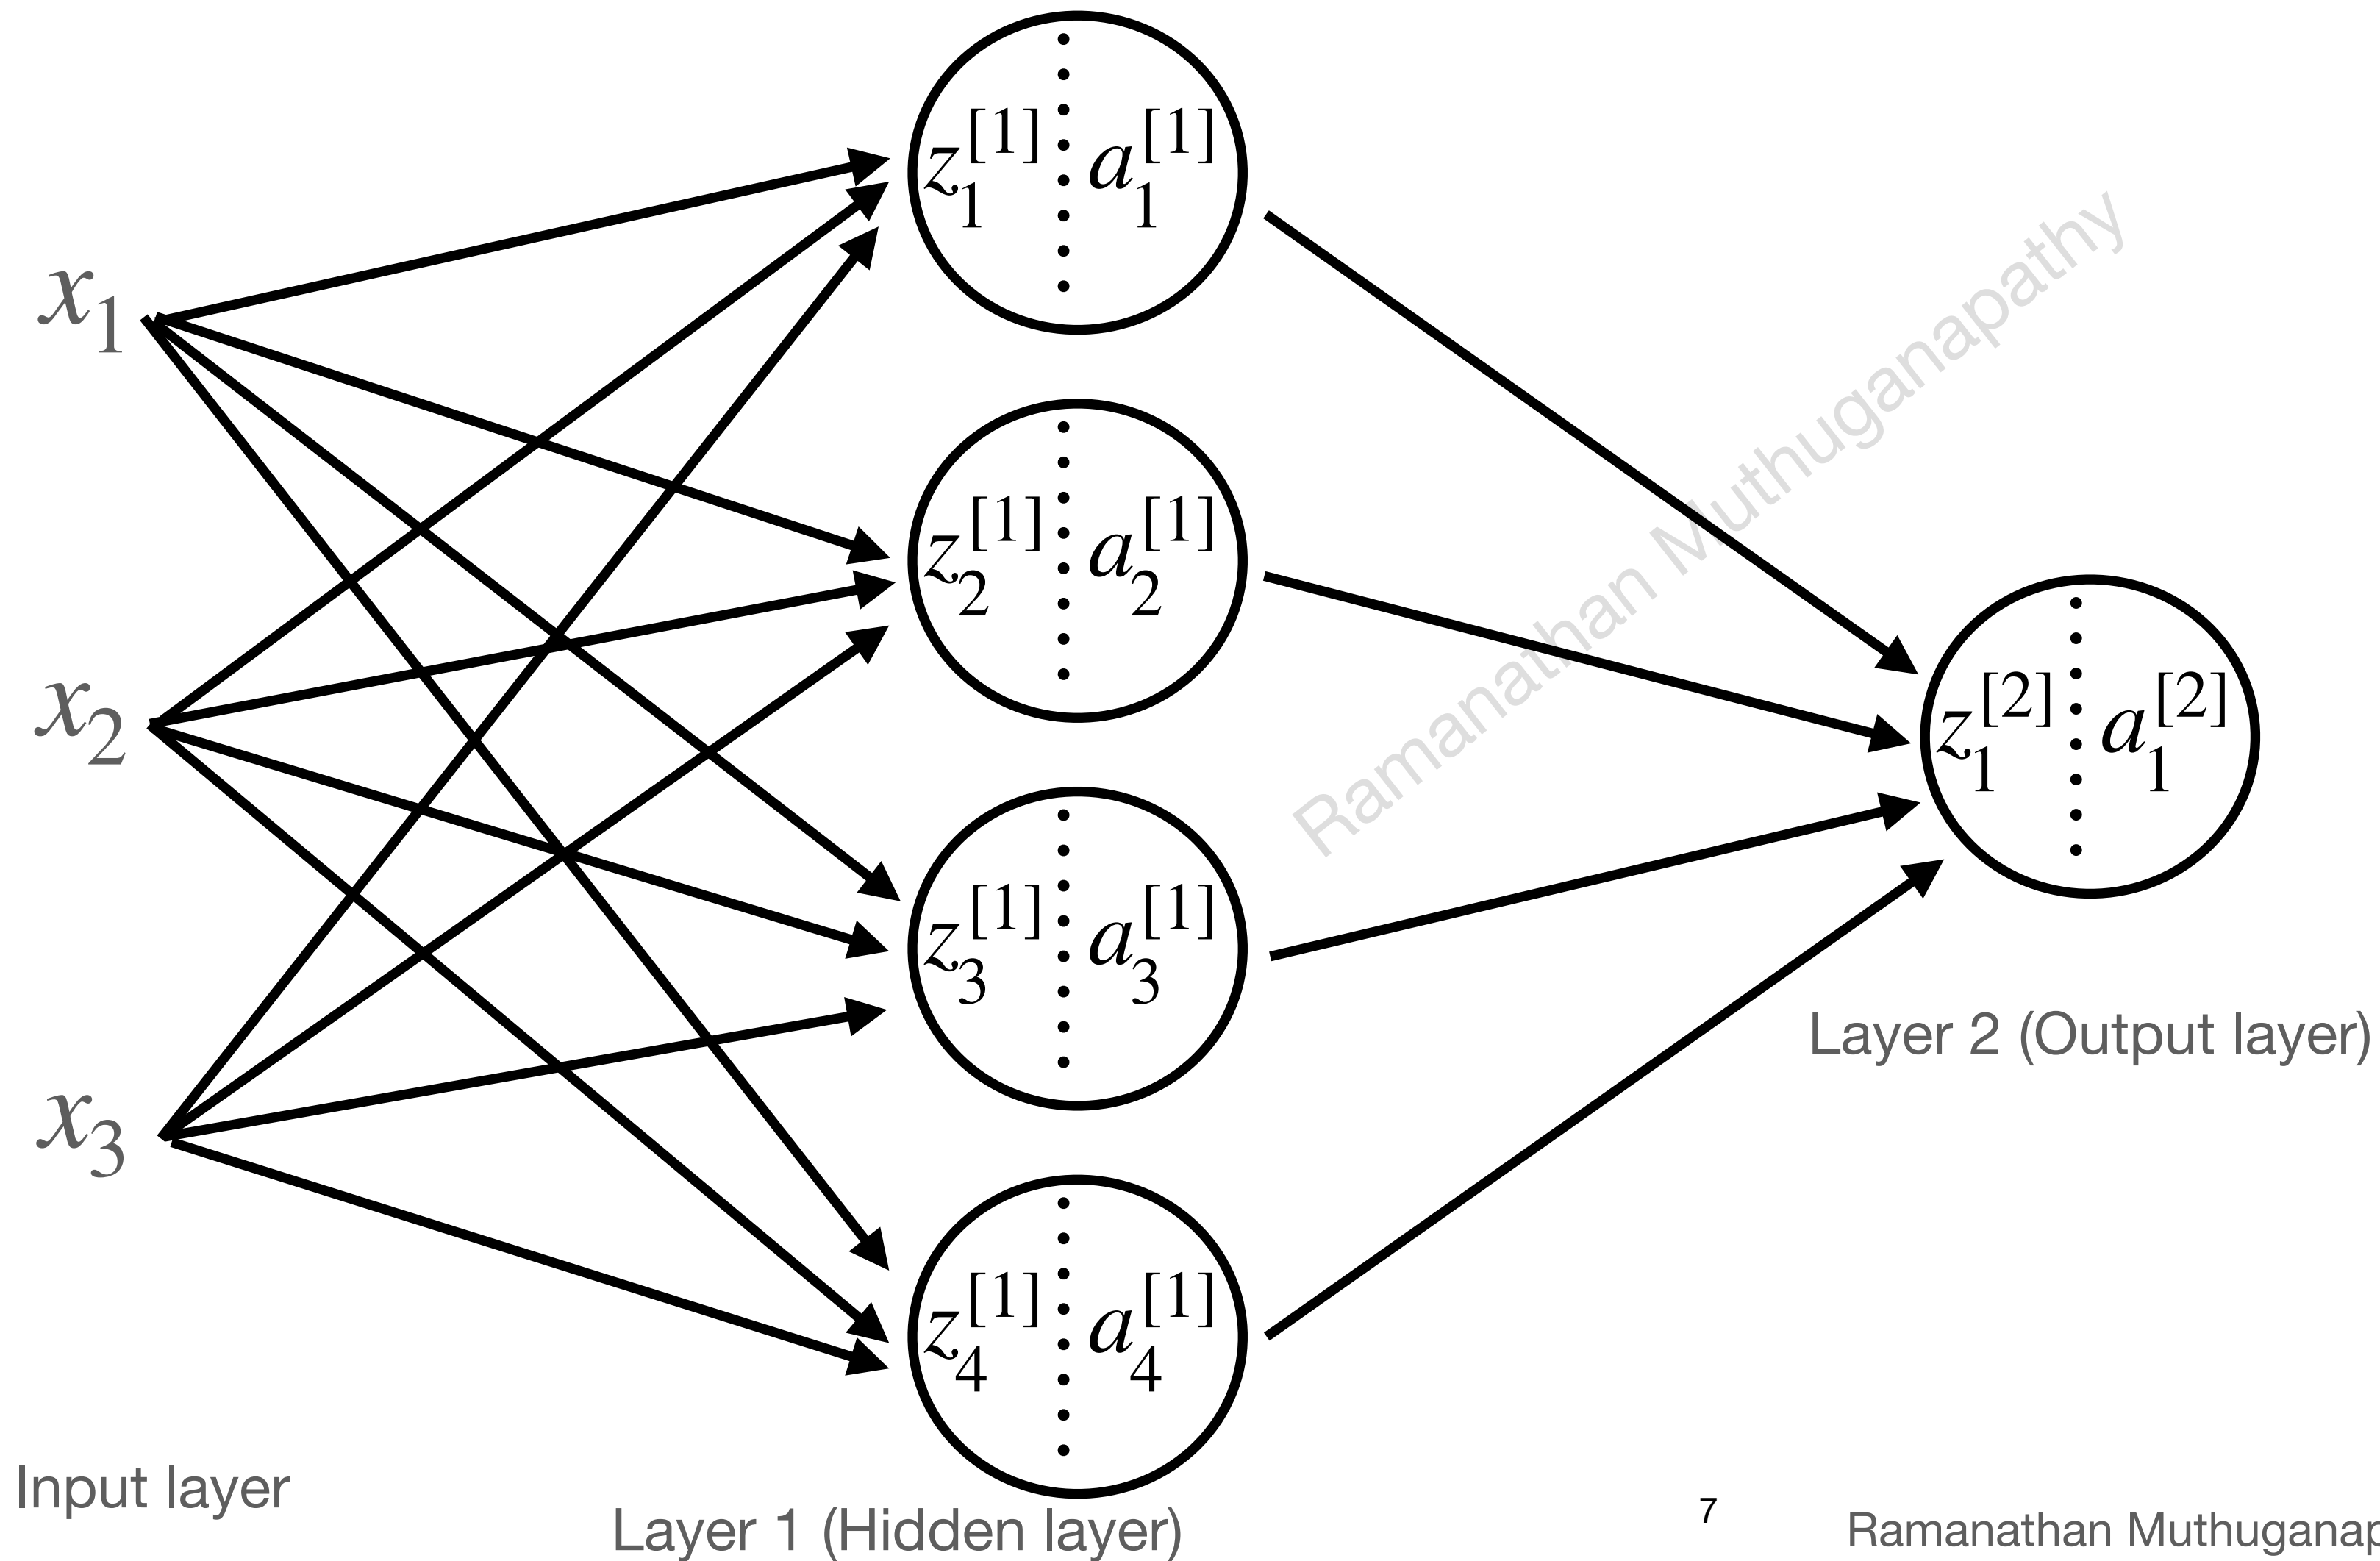 x₁
x₂
x₃
z₁^[1] a₁^[1]
z₂^[1] a₂^[1]
z₃^[1] a₃^[1]
z₄^[1] a₄^[1]
z₁^[2] a₁^[2]
Ramanathan Muthuganapathy
Input layer
Layer 1 (Hidden layer)
Layer 2 (Output layer)
7
Ramanathan Muthuganap